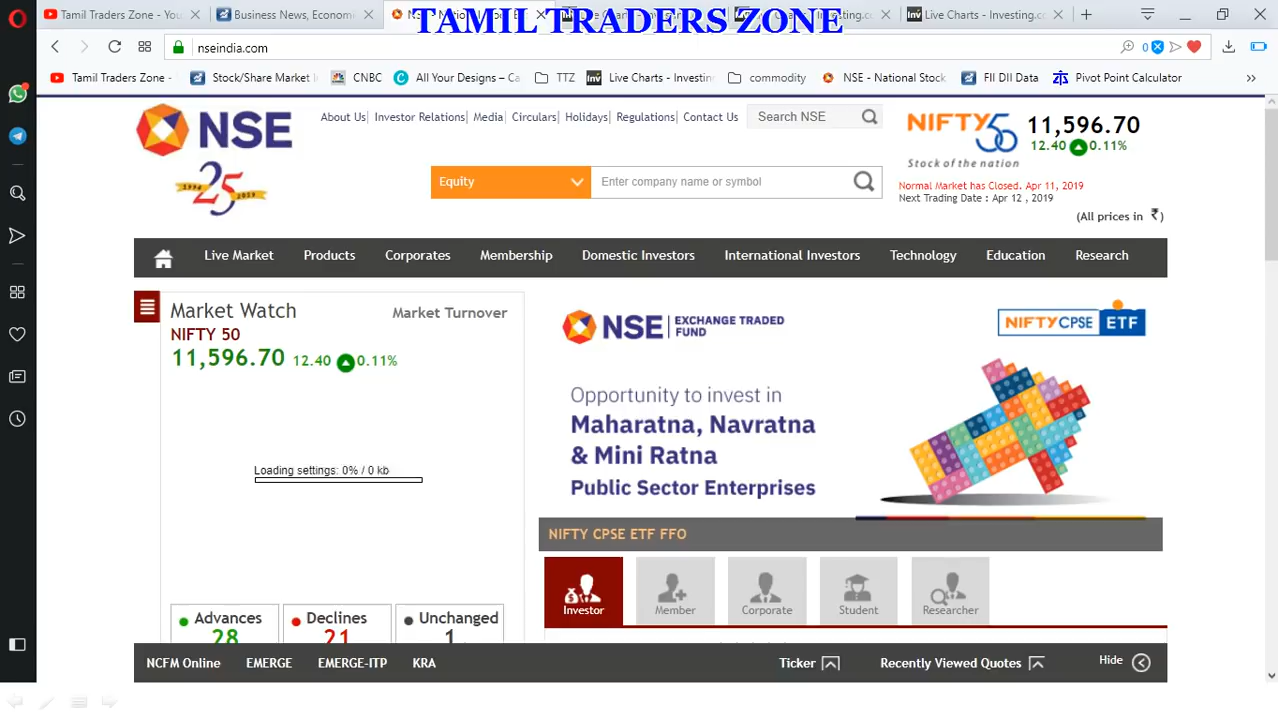 TAMIL TRADERS ZONE
Tamil Traders Zone - You
Business News, Economi
Live Charts - Investing.co
nseindia.com
0
Tamil Traders Zone -
Stock/Share Market
CNBC
All Your Designs – Ca
TTZ
Live Charts - Investin
commodity
NSE - National Stock
FII DII Data
Pivot Point Calculator
NSE
About Us| Investor Relations| Media| Circulars| Holidays| Regulations| Contact Us
Search NSE
1994 25 2019
Equity
Enter company name or symbol
NIFTY 50
Stock of the nation
11,596.70
12.40 0.11%
Normal Market has Closed. Apr 11, 2019
Next Trading Date : Apr 12 , 2019
(All prices in ₹)
Live Market Products Corporates Membership Domestic Investors International Investors Technology Education Research
Market Watch
Market Turnover
NIFTY 50
11,596.70 12.40 0.11%
Loading settings: 0% / 0 kb
Advances
28
Declines
21
Unchanged
1
NSE EXCHANGE TRADED FUND
NIFTY CPSE ETF
Opportunity to invest in
Maharatna, Navratna
& Mini Ratna
Public Sector Enterprises
NIFTY CPSE ETF FFO
Investor
Member
Corporate
Student
Researcher
NCFM Online EMERGE EMERGE-ITP KRA
Ticker
Recently Viewed Quotes
Hide